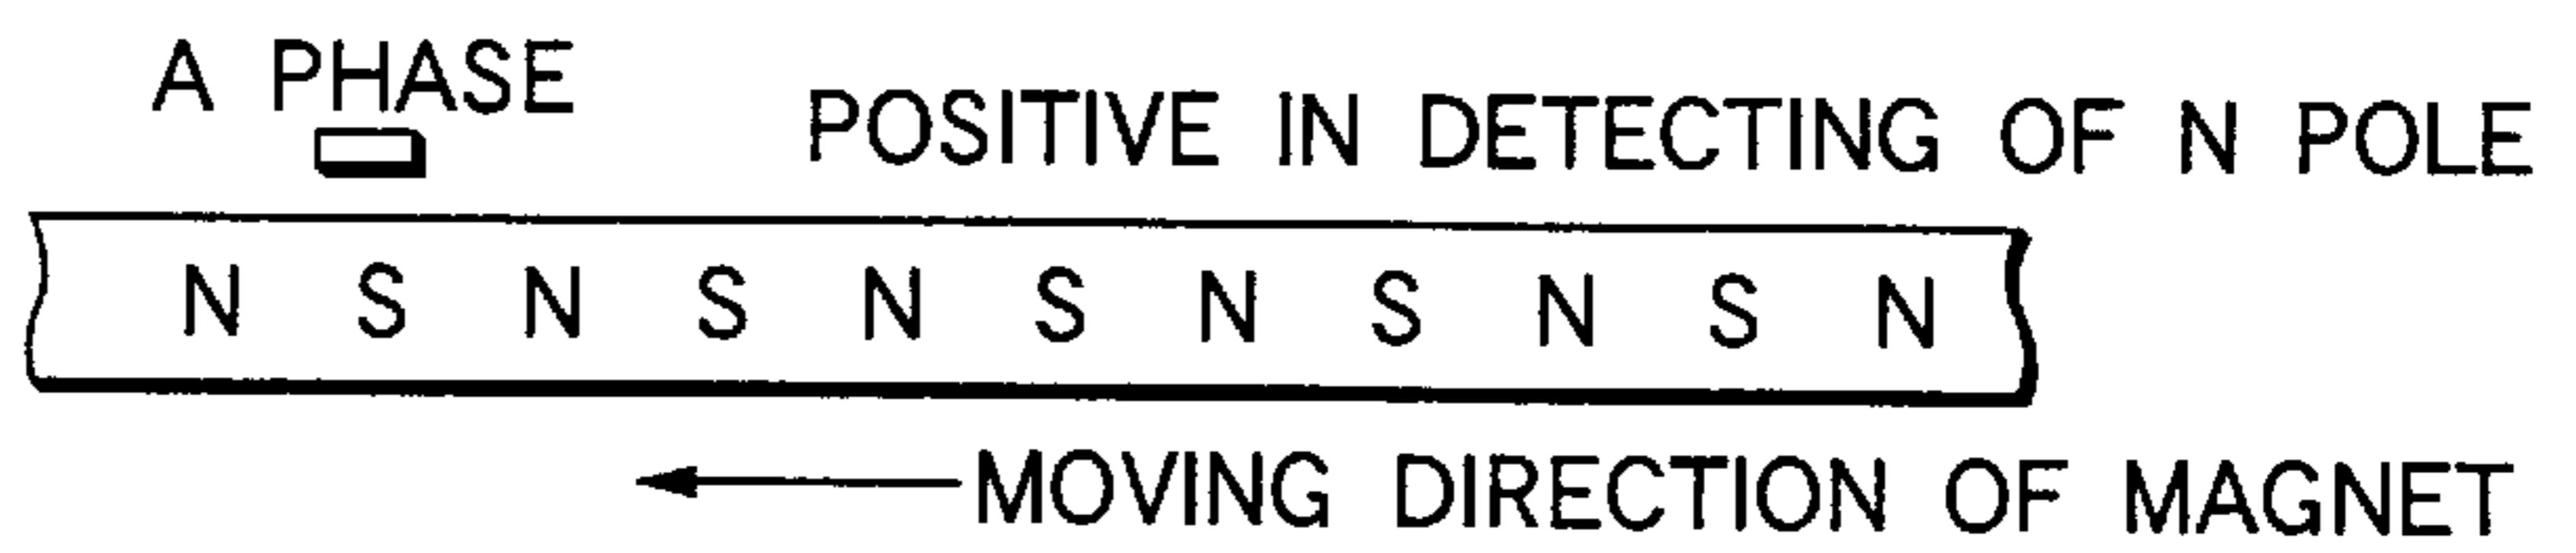 A PHASE
POSITIVE IN DETECTING OF N POLE
N S N S N S N S N S N
MOVING DIRECTION OF MAGNET